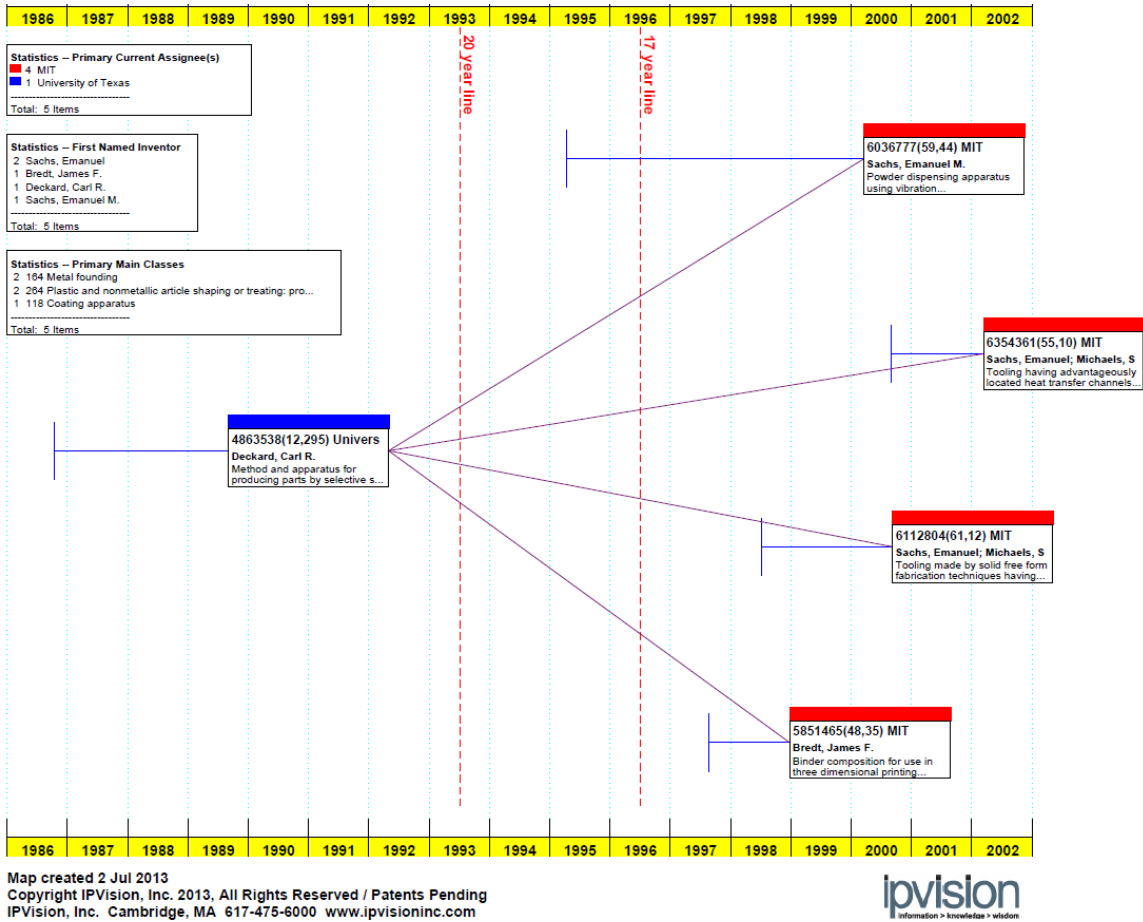 1986 1987 1988 1989 1990 1991 1992 1993 1994 1995 1996 1997 1998 1999 2000 2001 2002
20 year line
17 year line
Statistics -- Primary Current Assignee(s)
4 MIT
1 University of Texas
--------------------------------
Total: 5 Items
Statistics -- First Named Inventor
2 Sachs, Emanuel
1 Bredt, James F.
1 Deckard, Carl R.
1 Sachs, Emanuel M.
--------------------------------
Total: 5 Items
Statistics -- Primary Main Classes
2 164 Metal founding
2 264 Plastic and nonmetallic article shaping or treating: pro...
1 118 Coating apparatus
--------------------------------
Total: 5 Items
6036777(59,44) MIT
Sachs, Emanuel M.
Powder dispensing apparatus
using vibration...
6354361(55,10) MIT
Sachs, Emanuel; Michaels, S
Tooling having advantageously
located heat transfer channels...
4863538(12,295) Univers
Deckard, Carl R.
Method and apparatus for
producing parts by selective s...
6112804(61,12) MIT
Sachs, Emanuel; Michaels, S
Tooling made by solid free form
fabrication techniques having...
5851465(48,35) MIT
Bredt, James F.
Binder composition for use in
three dimensional printing...
1986 1987 1988 1989 1990 1991 1992 1993 1994 1995 1996 1997 1998 1999 2000 2001 2002
Map created 2 Jul 2013
Copyright IPVision, Inc. 2013, All Rights Reserved / Patents Pending
IPVision, Inc. Cambridge, MA 617-475-6000 www.ipvisioninc.com
ipvision
information > knowledge > wisdom